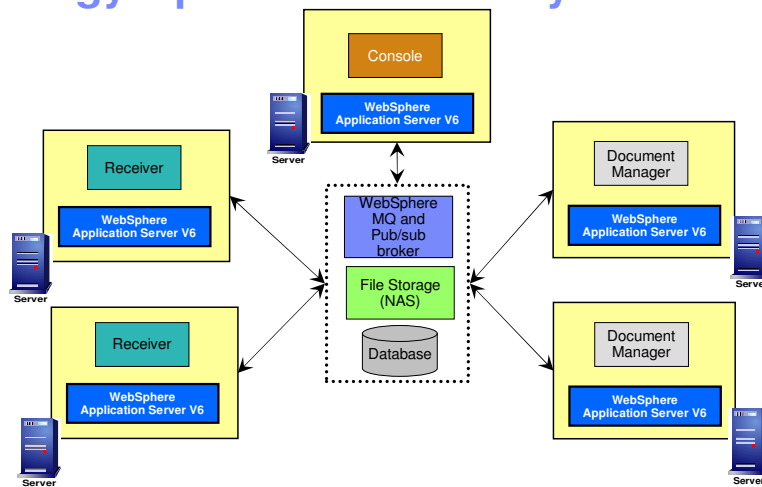 Console
WebSphere
Application Server V6
Server
Receiver
WebSphere
Application Server V6
Server
Document
Manager
WebSphere
Application Server V6
Server
WebSphere
MQ and
Pub/sub
broker
File Storage
(NAS)
Database
Receiver
WebSphere
Application Server V6
Server
Document
Manager
WebSphere
Application Server V6
Server